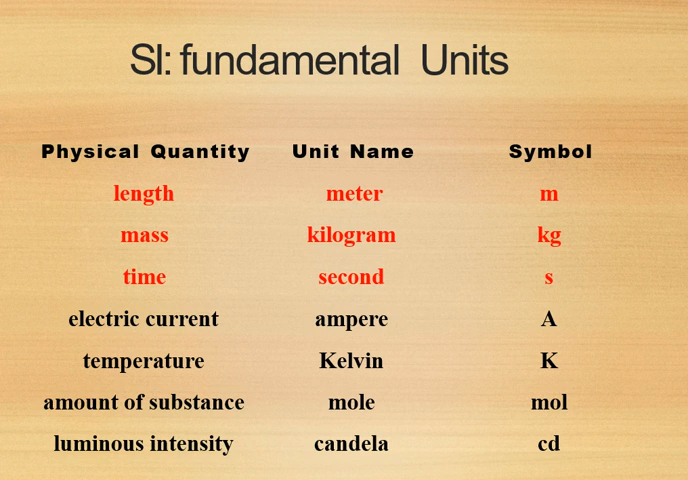 SI: fundamental Units
Physical Quantity Unit Name Symbol
length meter m
mass kilogram kg
time second s
electric current ampere A
temperature Kelvin K
amount of substance mole mol
luminous intensity candela cd